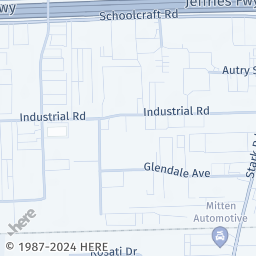 Jeffries Fwy
wy
Schoolcraft Rd
Autry S
Industrial Rd
Industrial Rd
Stark Rd
Glendale Ave
Mitten
Automotive
here
© 1987-2024 HERE
Rosati Dr